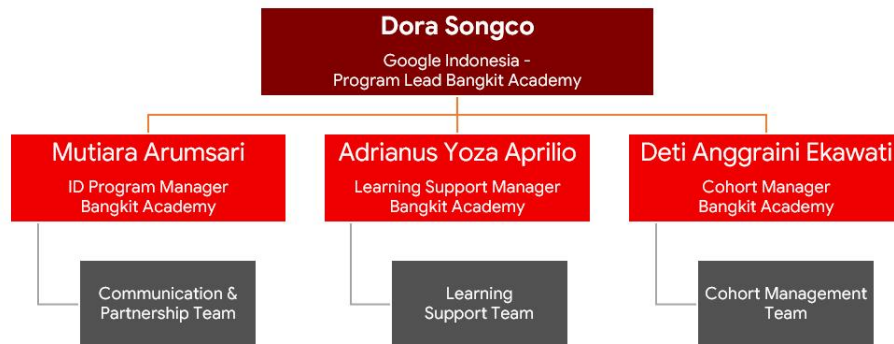 Dora Songco
Google Indonesia -
Program Lead Bangkit Academy
Mutiara Arumsari
ID Program Manager
Bangkit Academy
Adrianus Yoza Aprilio
Learning Support Manager
Bangkit Academy
Deti Anggraini Ekawati
Cohort Manager
Bangkit Academy
Communication &
Partnership Team
Learning
Support Team
Cohort Management
Team